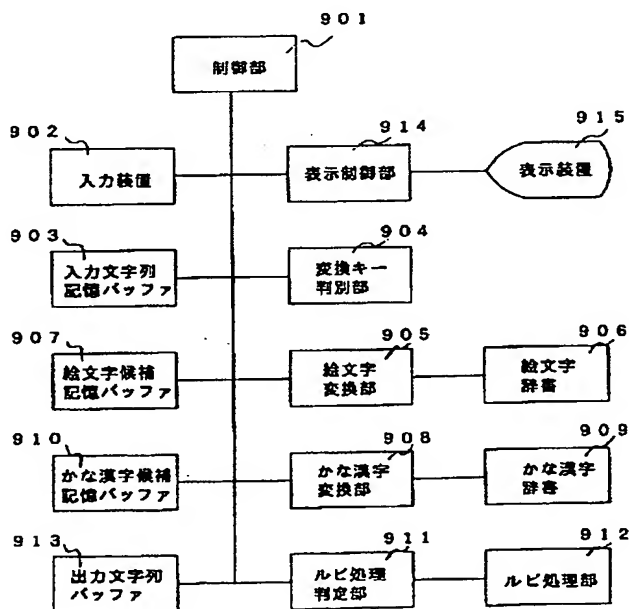 901
制御部
902
入力装置
914
表示制御部
915
表示装置
903
入力文字列
記憶バッファ
904
変換キー
判別部
907
絵文字候補
記憶バッファ
905
絵文字
変換部
906
絵文字
辞書
910
かな漢字候補
記憶バッファ
908
かな漢字
変換部
909
かな漢字
辞書
913
出力文字列
バッファ
911
ルビ処理
判定部
912
ルビ処理部